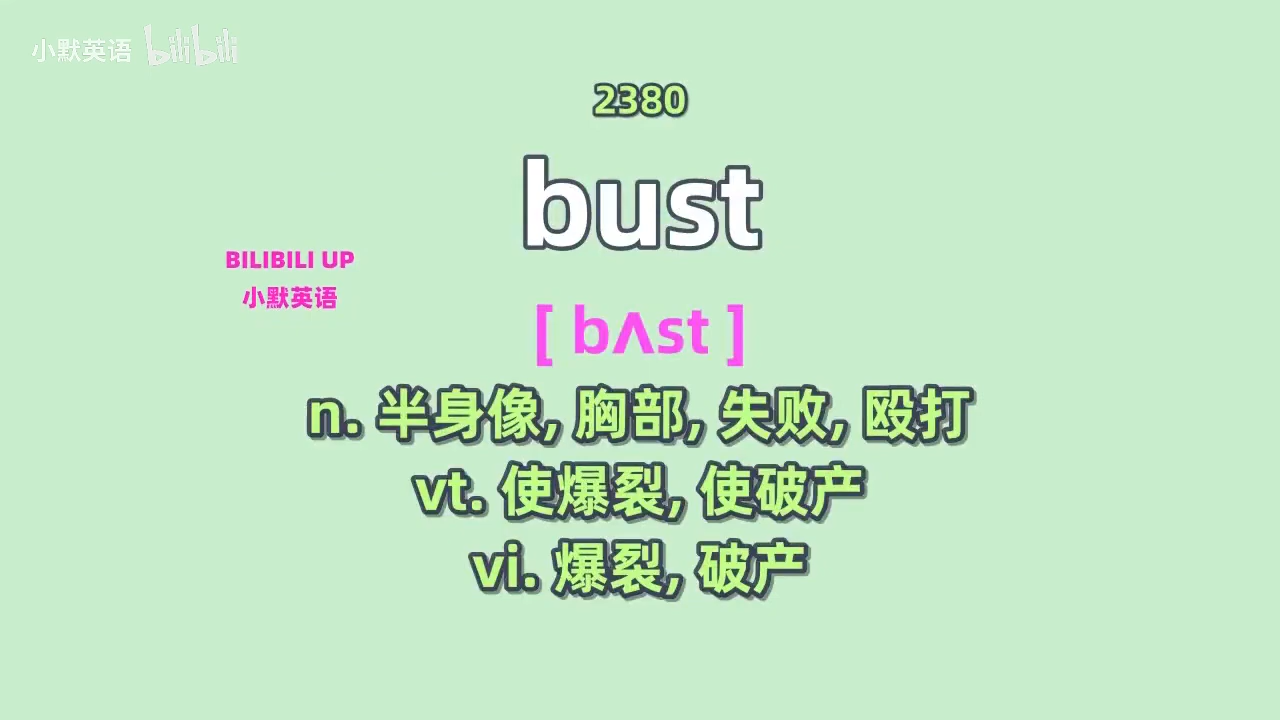 小默英语 bilibili
2380
bust
BILIBILI UP
小默英语
[ bʌst ]
n. 半身像, 胸部, 失败, 殴打
vt. 使爆裂, 使破产
vi. 爆裂, 破产